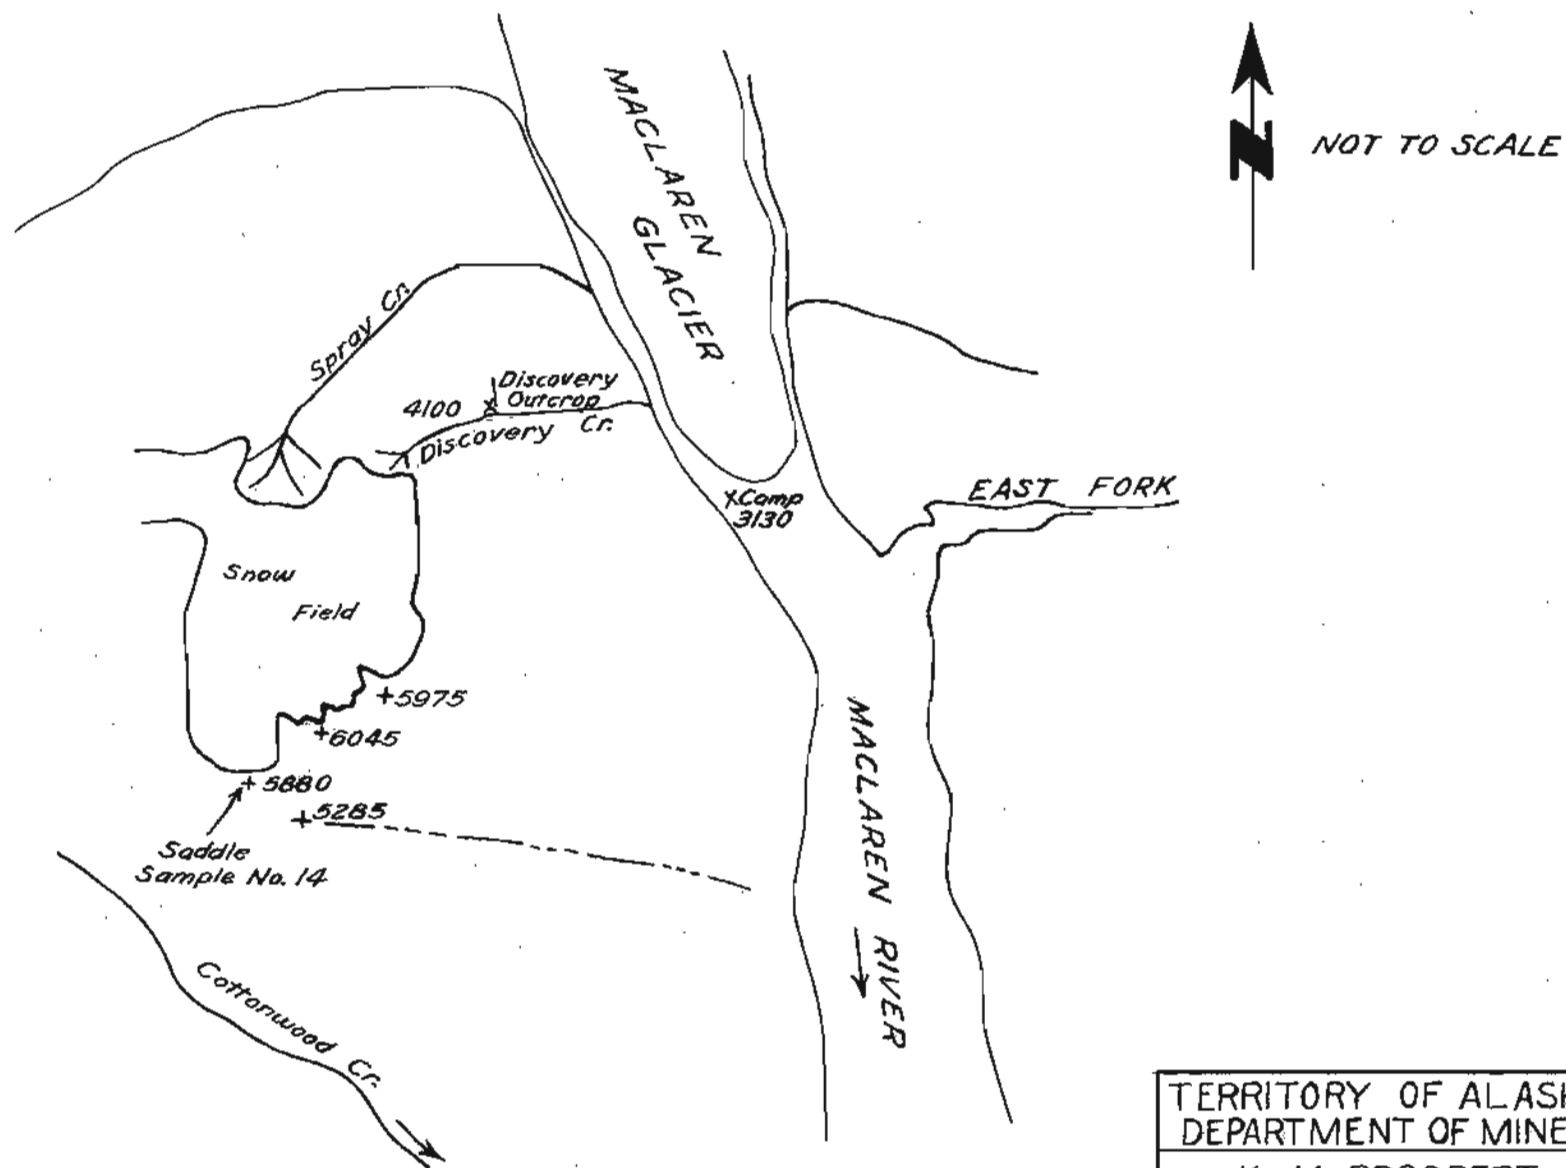 MACLAREN
GLACIER
N
NOT TO SCALE
Spray Cr.
Discovery
Outcrop
4100
Discovery Cr.
EAST FORK
Camp
3130
Snow
Field
5975
6045
5880
5285
Saddle
Sample No. 14
MACLAREN RIVER
Cottonwood Cr.
TERRITORY OF ALASK
DEPARTMENT OF MINE